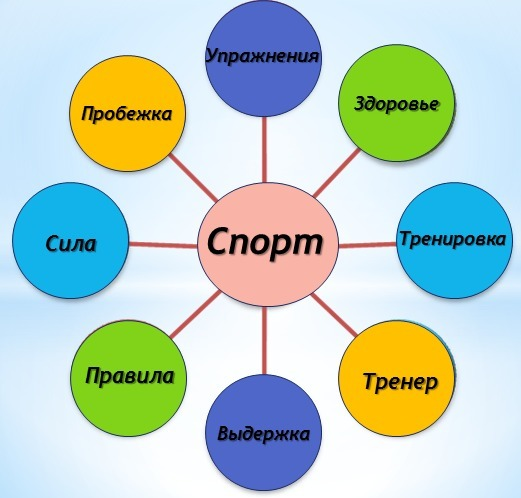 Упражнения
Здоровье
Пробежка
Сила
Спорт
Тренировка
Правила
Тренер
Выдержка